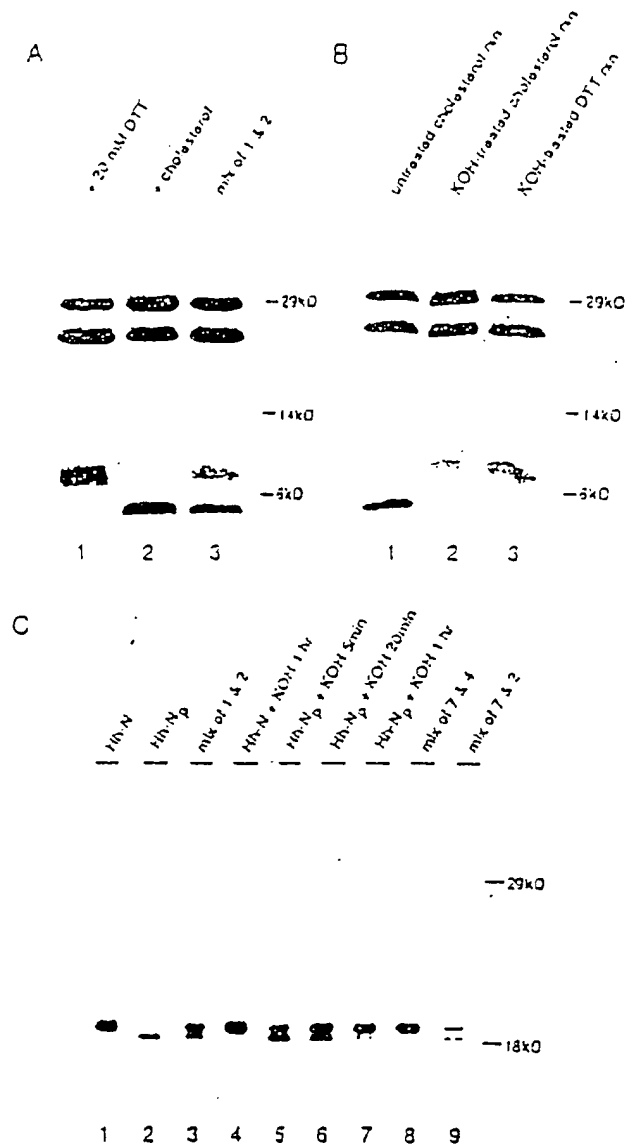 A
+ 20 mM DTT
+ cholesterol
mix of 1 & 2
29kD
14kD
6kD
1 2 3
B
untreated cholesterol rxn
KOH-treated cholesterol rxn
KOH-treated DTT rxn
29kD
14kD
6kD
1 2 3
C
Hh-N
Hh-Np
mix of 1 & 2
Hh-N + KOH 1 hr
Hh-Np + KOH 5min
Hh-Np + KOH 20min
Hh-Np + KOH 1 hr
mix of 7 & 4
mix of 7 & 2
29kD
18kD
1 2 3 4 5 6 7 8 9